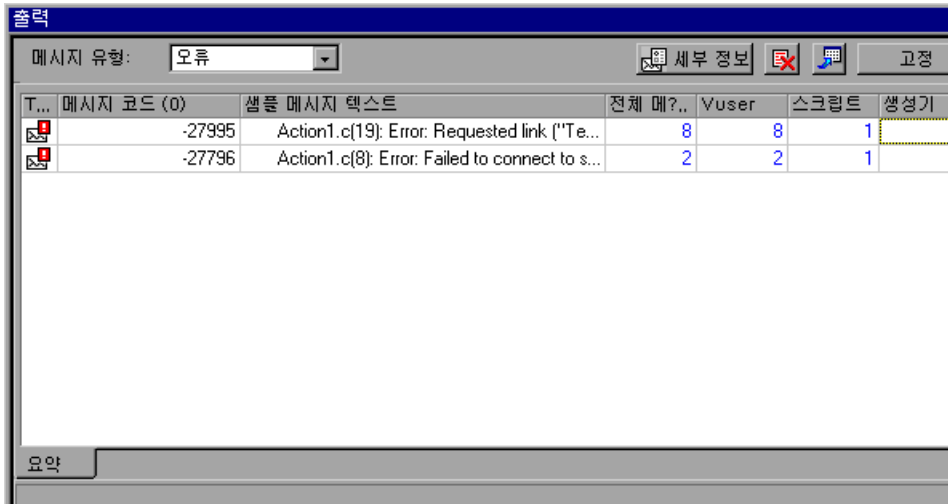 출력
메시지 유형: 오류 세부 정보 고정
T... 메시지 코드 (0) 샘플 메시지 텍스트 전체 메?.. Vuser 스크립트 생성기
-27995 Action1.c(19): Error: Requested link ("Te... 8 8 1
-27796 Action1.c(8): Error: Failed to connect to s... 2 2 1
요약